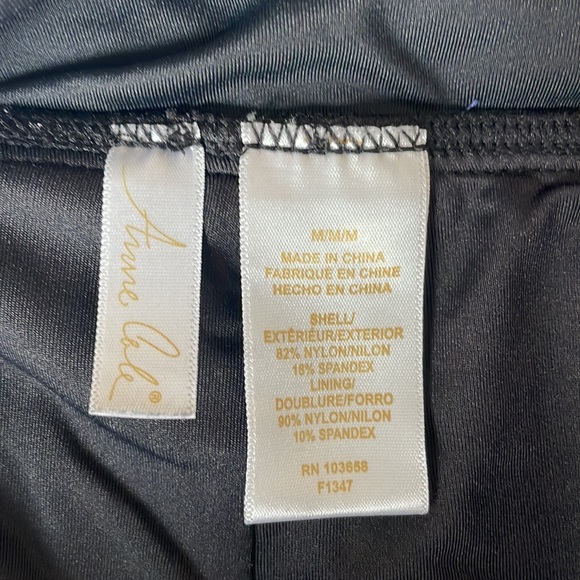 Anne Cole®
M/M/M
MADE IN CHINA
FABRIQUE EN CHINE
HECHO EN CHINA
SHELL/
EXTÉRIEUR/EXTERIOR
82% NYLON/NILON
18% SPANDEX
LINING/
DOUBLURE/FORRO
90% NYLON/NILON
10% SPANDEX
RN 103658
F1347